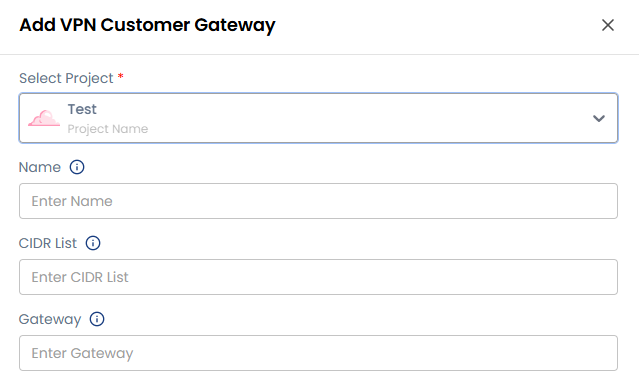 Add VPN Customer Gateway
Select Project *
Test
Project Name
Name
Enter Name
CIDR List
Enter CIDR List
Gateway
Enter Gateway